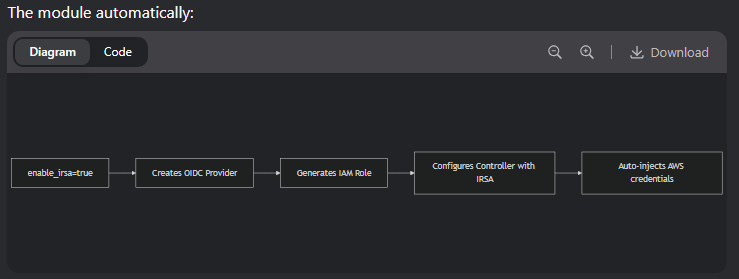 The module automatically:
Diagram
Code
Download
enable_irsa=true
Creates OIDC Provider
Generates IAM Role
Configures Controller with
IRSA
Auto-injects AWS
credentials